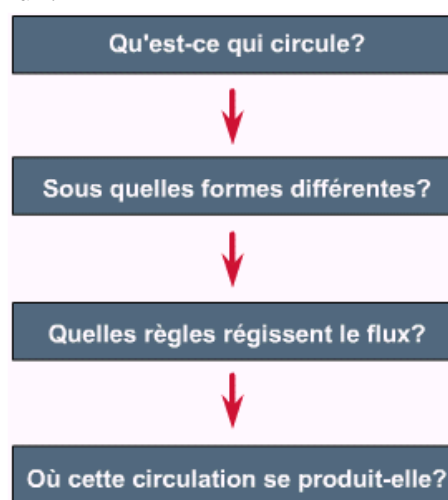 Qu'est-ce qui circule?
Sous quelles formes différentes?
Quelles règles régissent le flux?
Où cette circulation se produit-elle?